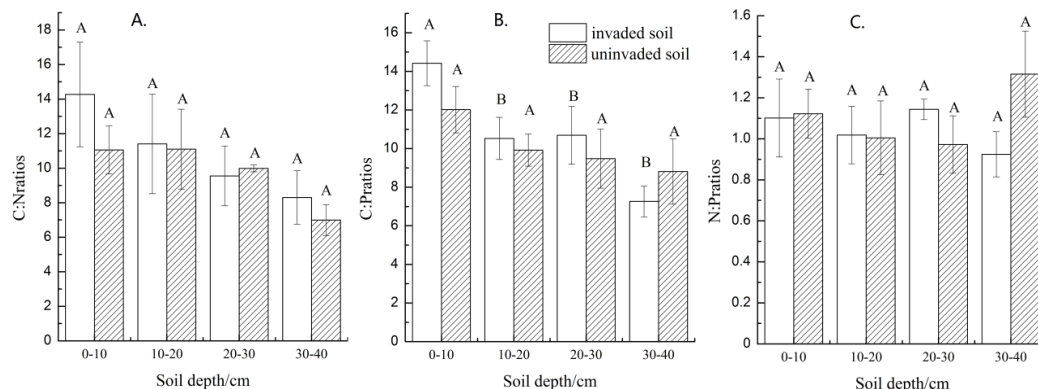 A.
18
16
14
12
10
8
6
4
2
0
C:Nratios
A
A
A
A
A
A
A
A
0-10
10-20
20-30
30-40
Soil depth/cm
B.
invaded soil
uninvaded soil
16
14
12
10
8
6
4
2
0
C:Pratios
A
A
B
A
B
A
B
A
0-10
10-20
20-30
30-40
Soil depth/cm
C.
1.6
1.4
1.2
1.0
0.8
0.6
0.4
0.2
0
N:Pratios
A
A
A
A
A
A
A
A
0-10
10-20
20-30
30-40
Soil depth/cm